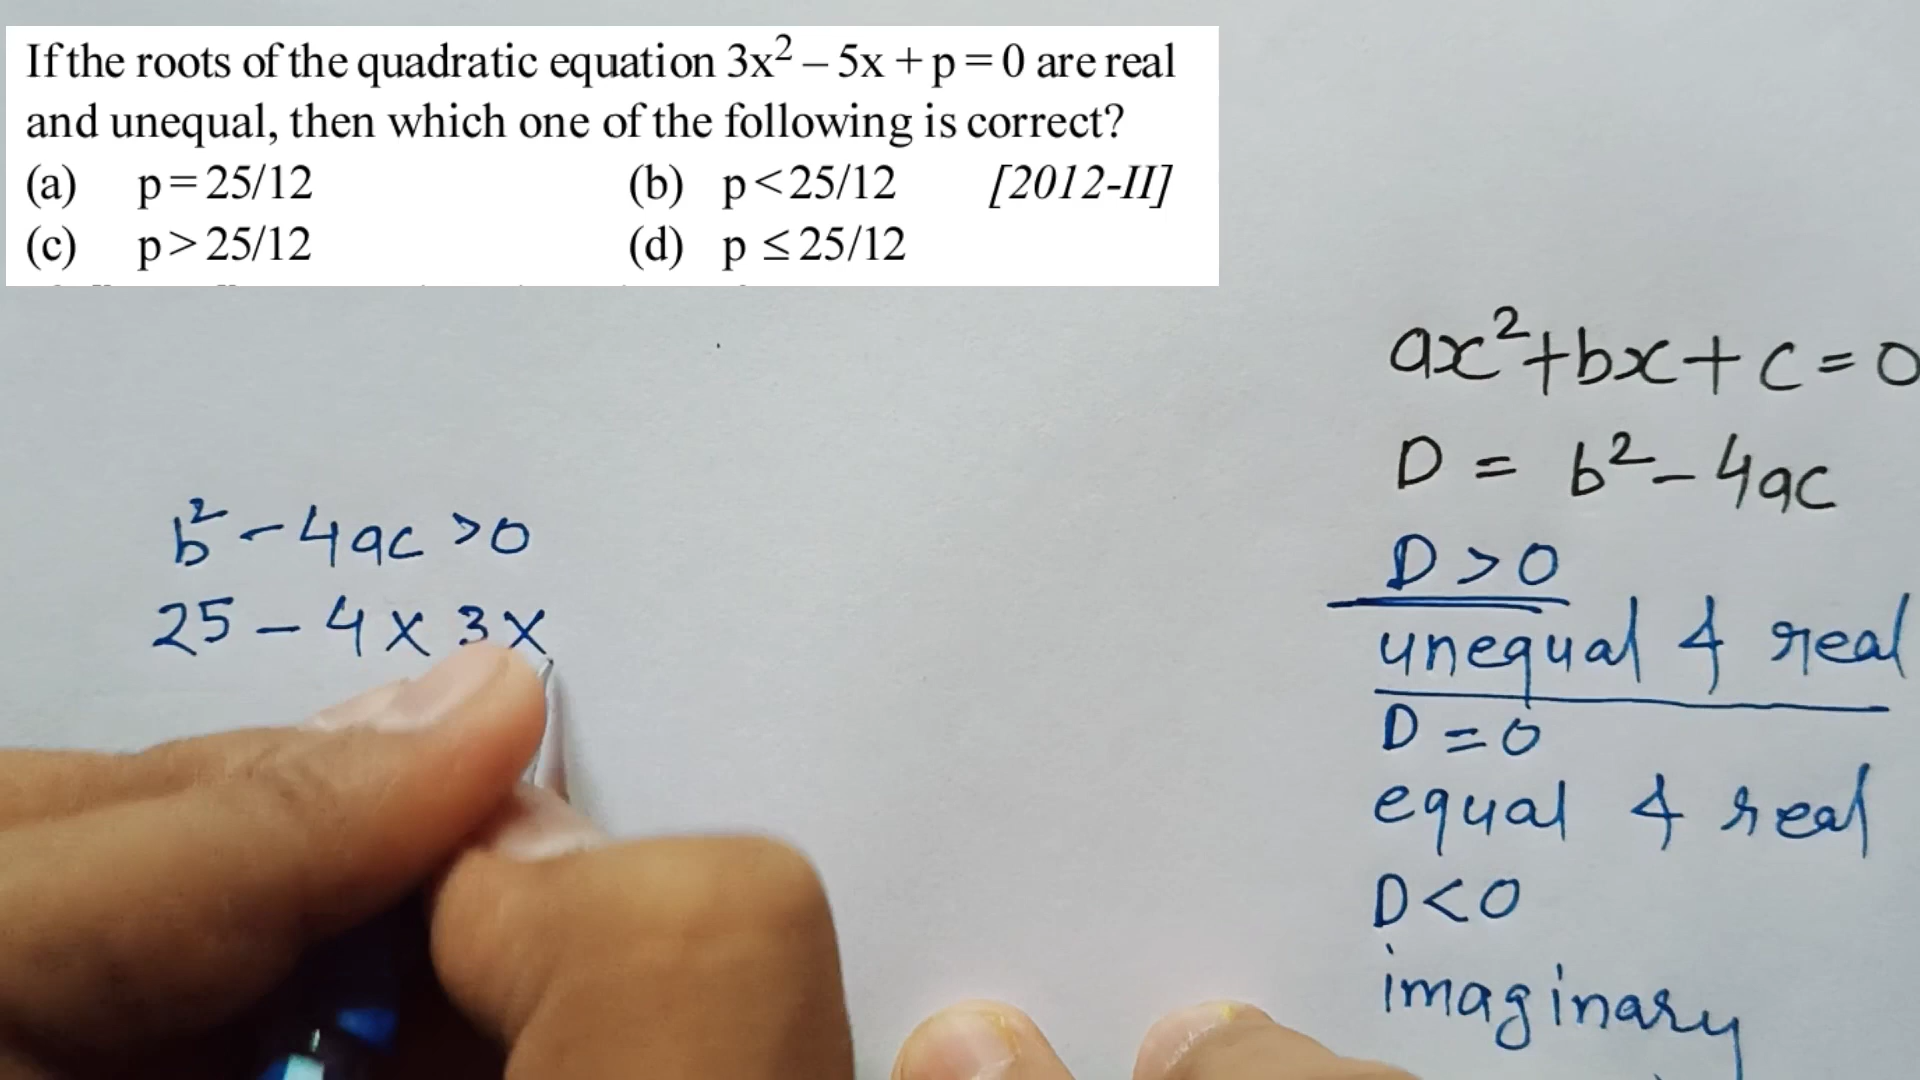 If the roots of the quadratic equation 3x² – 5x + p = 0 are real
and unequal, then which one of the following is correct?
(a) p = 25/12 (b) p < 25/12 [2012-II]
(c) p > 25/12 (d) p ≤ 25/12
b² - 4ac > 0
25 - 4 x 3 x
ax² + bx + c = 0
D = b² - 4ac
D > 0
unequal & real
D = 0
equal & real
D < 0
imaginary